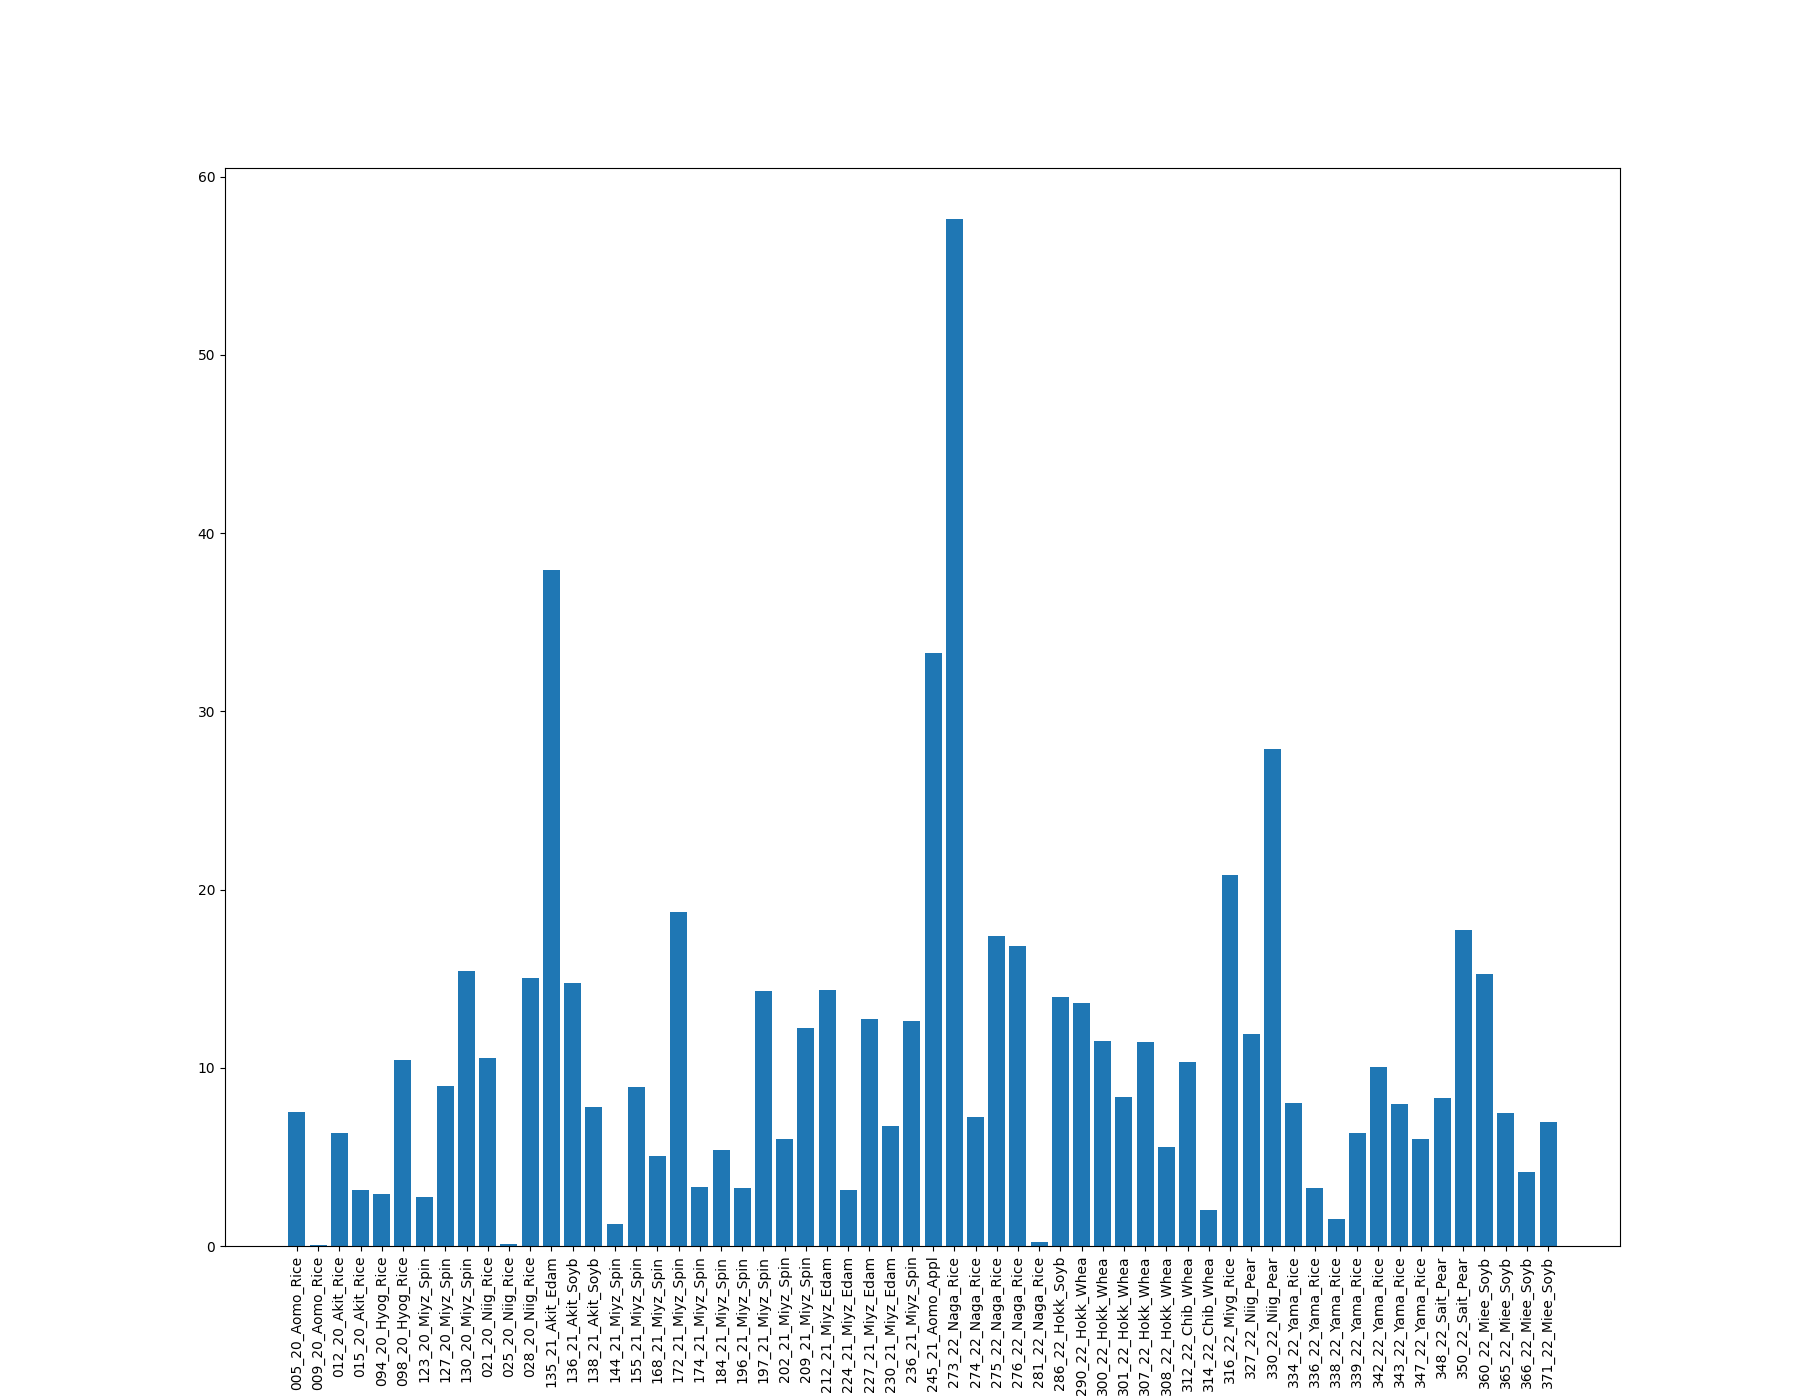 60
50
40
30
20
10
0
005_20_Aomo_Rice
009_20_Aomo_Rice
012_20_Akit_Rice
015_20_Akit_Rice
094_20_Hyog_Rice
098_20_Hyog_Rice
123_20_Miyz_Spin
127_20_Miyz_Spin
130_20_Miyz_Spin
021_20_Niig_Rice
025_20_Niig_Rice
028_20_Niig_Rice
135_21_Akit_Edam
136_21_Akit_Soyb
138_21_Akit_Soyb
144_21_Miyz_Spin
155_21_Miyz_Spin
168_21_Miyz_Spin
172_21_Miyz_Spin
174_21_Miyz_Spin
184_21_Miyz_Spin
196_21_Miyz_Spin
197_21_Miyz_Spin
202_21_Miyz_Spin
209_21_Miyz_Spin
212_21_Miyz_Edam
224_21_Miyz_Edam
227_21_Miyz_Edam
230_21_Miyz_Edam
236_21_Miyz_Spin
245_21_Aomo_Appl
273_22_Naga_Rice
274_22_Naga_Rice
275_22_Naga_Rice
276_22_Naga_Rice
281_22_Naga_Rice
286_22_Hokk_Soyb
290_22_Hokk_Whea
300_22_Hokk_Whea
301_22_Hokk_Whea
307_22_Hokk_Whea
308_22_Hokk_Whea
312_22_Chib_Whea
314_22_Chib_Whea
316_22_Miyg_Rice
327_22_Niig_Pear
330_22_Niig_Pear
334_22_Yama_Rice
336_22_Yama_Rice
338_22_Yama_Rice
339_22_Yama_Rice
342_22_Yama_Rice
343_22_Yama_Rice
347_22_Yama_Rice
348_22_Sait_Pear
350_22_Sait_Pear
360_22_Miee_Soyb
365_22_Miee_Soyb
366_22_Miee_Soyb
371_22_Miee_Soyb